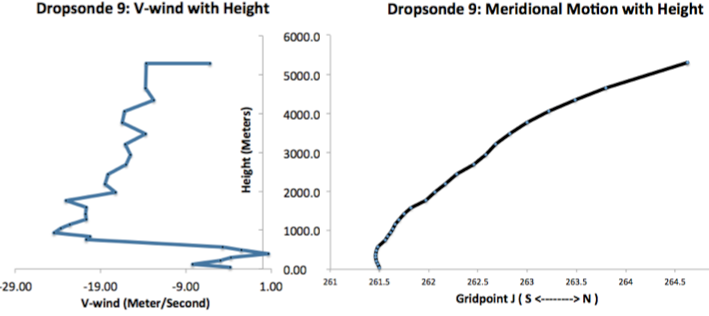 Dropsonde 9: V-wind with Height
Dropsonde 9: Meridional Motion with Height
6000.0
5000.0
4000.0
3000.0
2000.0
1000.0
0.00
Height (Meters)
-29.00 -19.00 -9.00 1.00
V-wind (Meter/Second)
261 261.5 262 262.5 263 263.5 264 264.5
Gridpoint J ( S <--------> N )